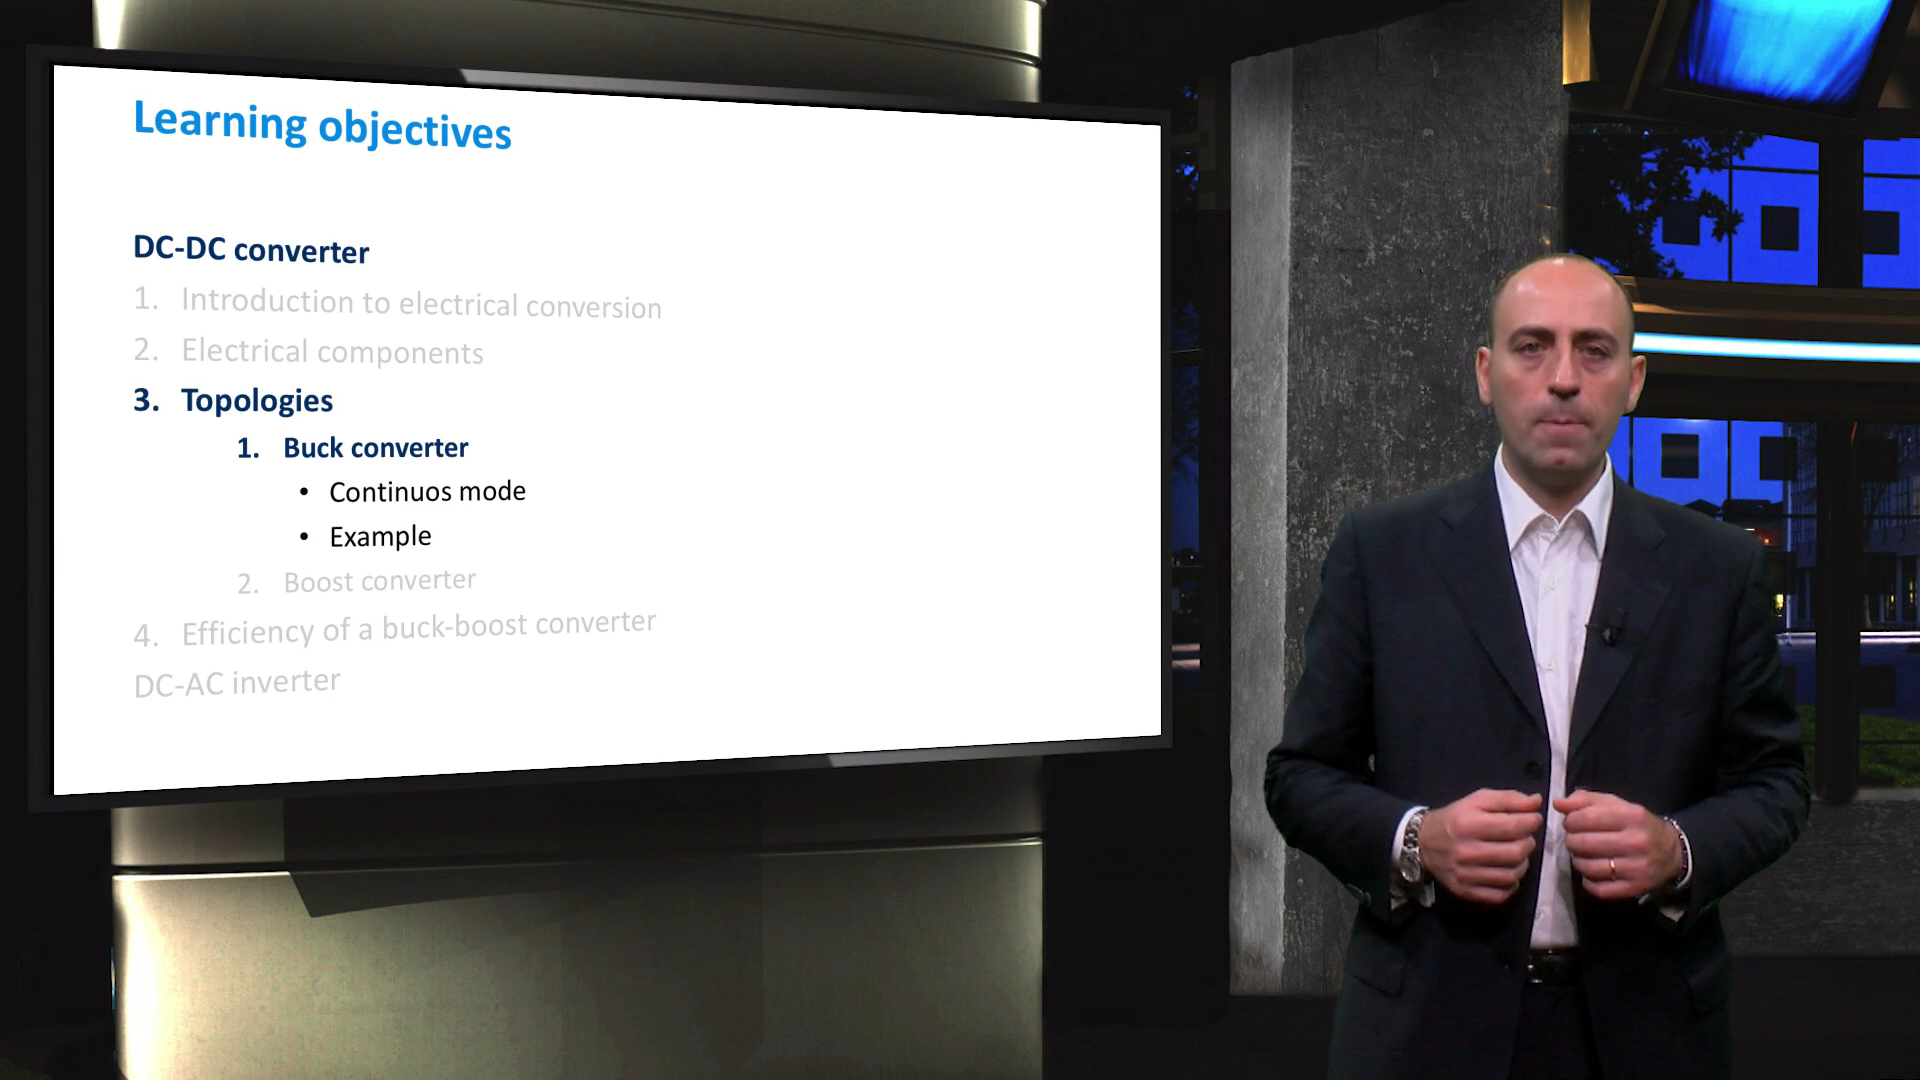 Learning objectives
DC-DC converter
1. Introduction to electrical conversion
2. Electrical components
3. Topologies
1. Buck converter
• Continuos mode
• Example
2. Boost converter
4. Efficiency of a buck-boost converter
DC-AC inverter